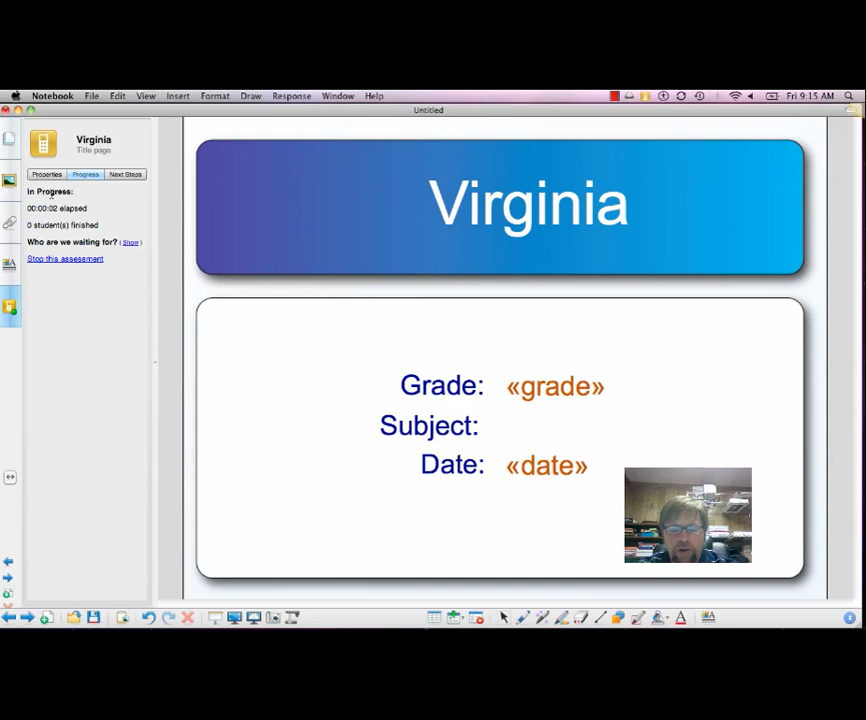 Notebook File Edit View Insert Format Draw Response Window Help Fri 9:15 AM
Untitled
Virginia
Title page
Properties Progress Next Steps
In Progress:
00:00:02 elapsed
0 student(s) finished
Who are we waiting for? ( Show )
Stop this assessment
Virginia
Grade: «grade»
Subject:
Date: «date»